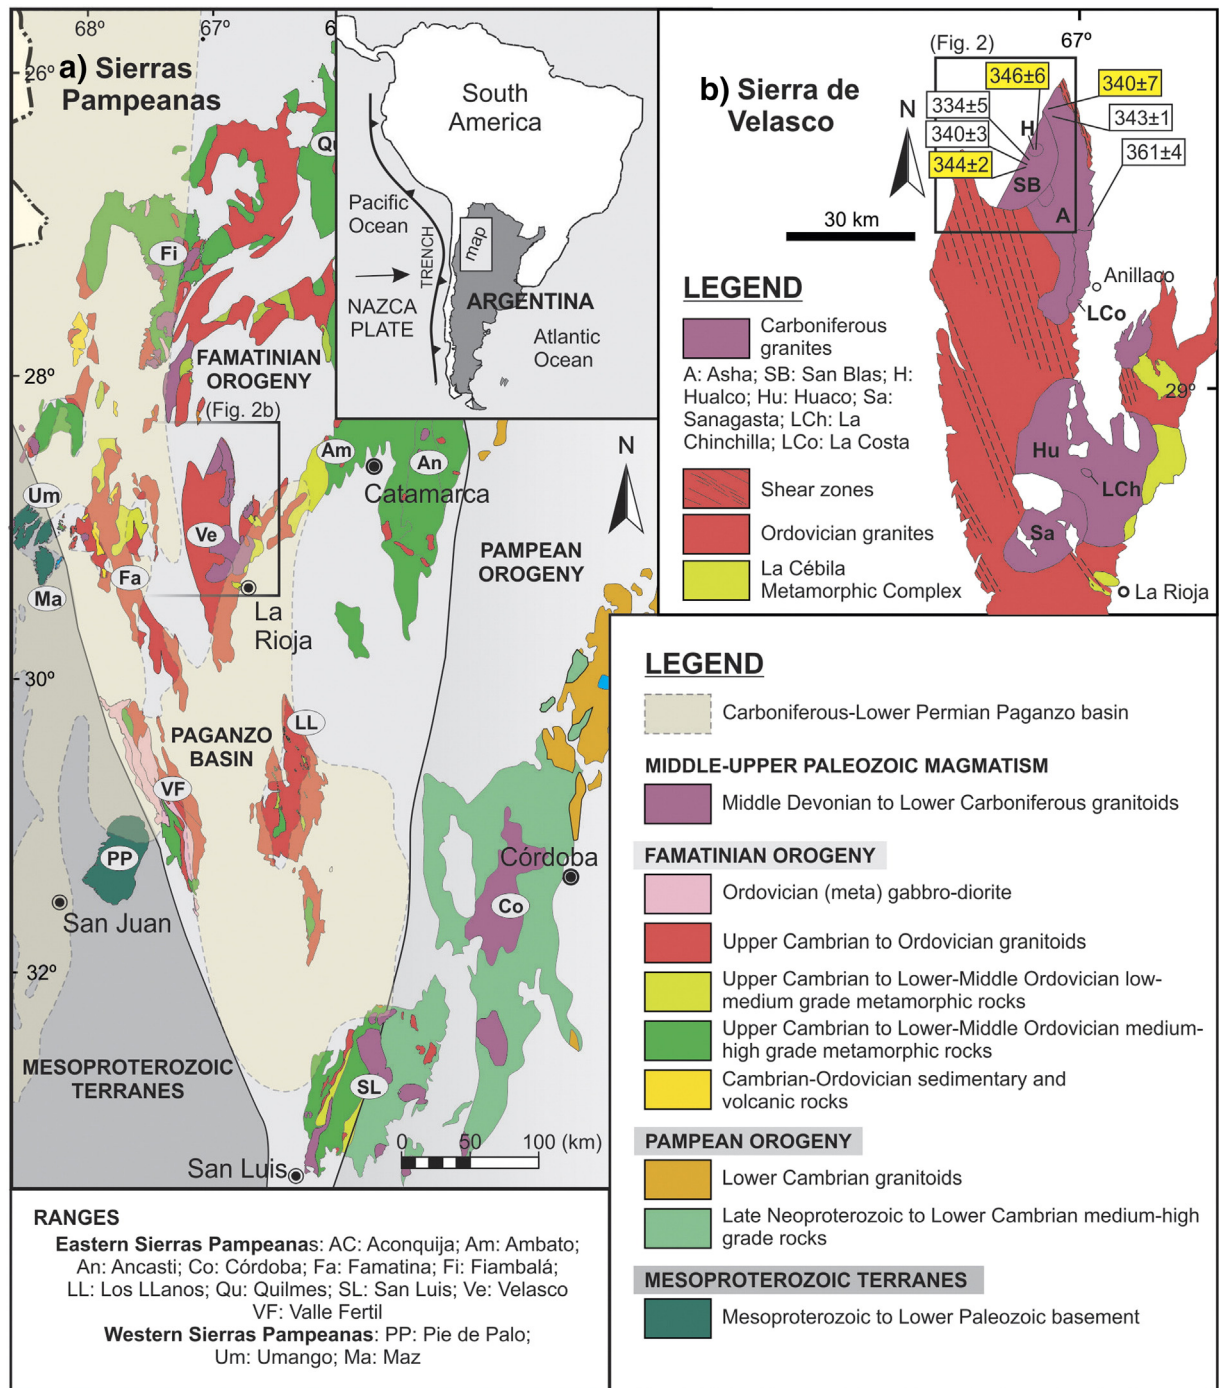 68º
67º
6
26º
a) Sierras
Pampeanas
Qu
Fi
28º
FAMATINIAN
OROGENY
(Fig. 2b)
Am
An
Catamarca
Um
Ve
Fa
Ma
La
Rioja
PAMPEAN
OROGENY
N
30º
PAGANZO
BASIN
LL
VF
PP
San Juan
Córdoba
Co
32º
MESOPROTEROZOIC
TERRANES
SL
0 50 100 (km)
San Luis
South
America
Pacific
Ocean
TRENCH
map
NAZCA
PLATE
ARGENTINA
Atlantic
Ocean
67º
(Fig. 2)
b) Sierra de
Velasco
N
346±6
340±7
334±5
343±1
H
340±3
361±4
344±2
SB
A
30 km
Anillaco
LCo
29º
Hu
LCh
Sa
La Rioja
LEGEND
Carboniferous
granites
A: Asha; SB: San Blas; H:
Hualco; Hu: Huaco; Sa:
Sanagasta; LCh: La
Chinchilla; LCo: La Costa
Shear zones
Ordovician granites
La Cébila
Metamorphic Complex
LEGEND
Carboniferous-Lower Permian Paganzo basin
MIDDLE-UPPER PALEOZOIC MAGMATISM
Middle Devonian to Lower Carboniferous granitoids
FAMATINIAN OROGENY
Ordovician (meta) gabbro-diorite
Upper Cambrian to Ordovician granitoids
Upper Cambrian to Lower-Middle Ordovician low-
medium grade metamorphic rocks
Upper Cambrian to Lower-Middle Ordovician medium-
high grade metamorphic rocks
Cambrian-Ordovician sedimentary and
volcanic rocks
PAMPEAN OROGENY
Lower Cambrian granitoids
Late Neoproterozoic to Lower Cambrian medium-high
grade rocks
MESOPROTEROZOIC TERRANES
Mesoproterozoic to Lower Paleozoic basement
RANGES
Eastern Sierras Pampeanas: AC: Aconquija; Am: Ambato;
An: Ancasti; Co: Córdoba; Fa: Famatina; Fi: Fiambalá;
LL: Los LLanos; Qu: Quilmes; SL: San Luis; Ve: Velasco
VF: Valle Fertil
Western Sierras Pampeanas: PP: Pie de Palo;
Um: Umango; Ma: Maz